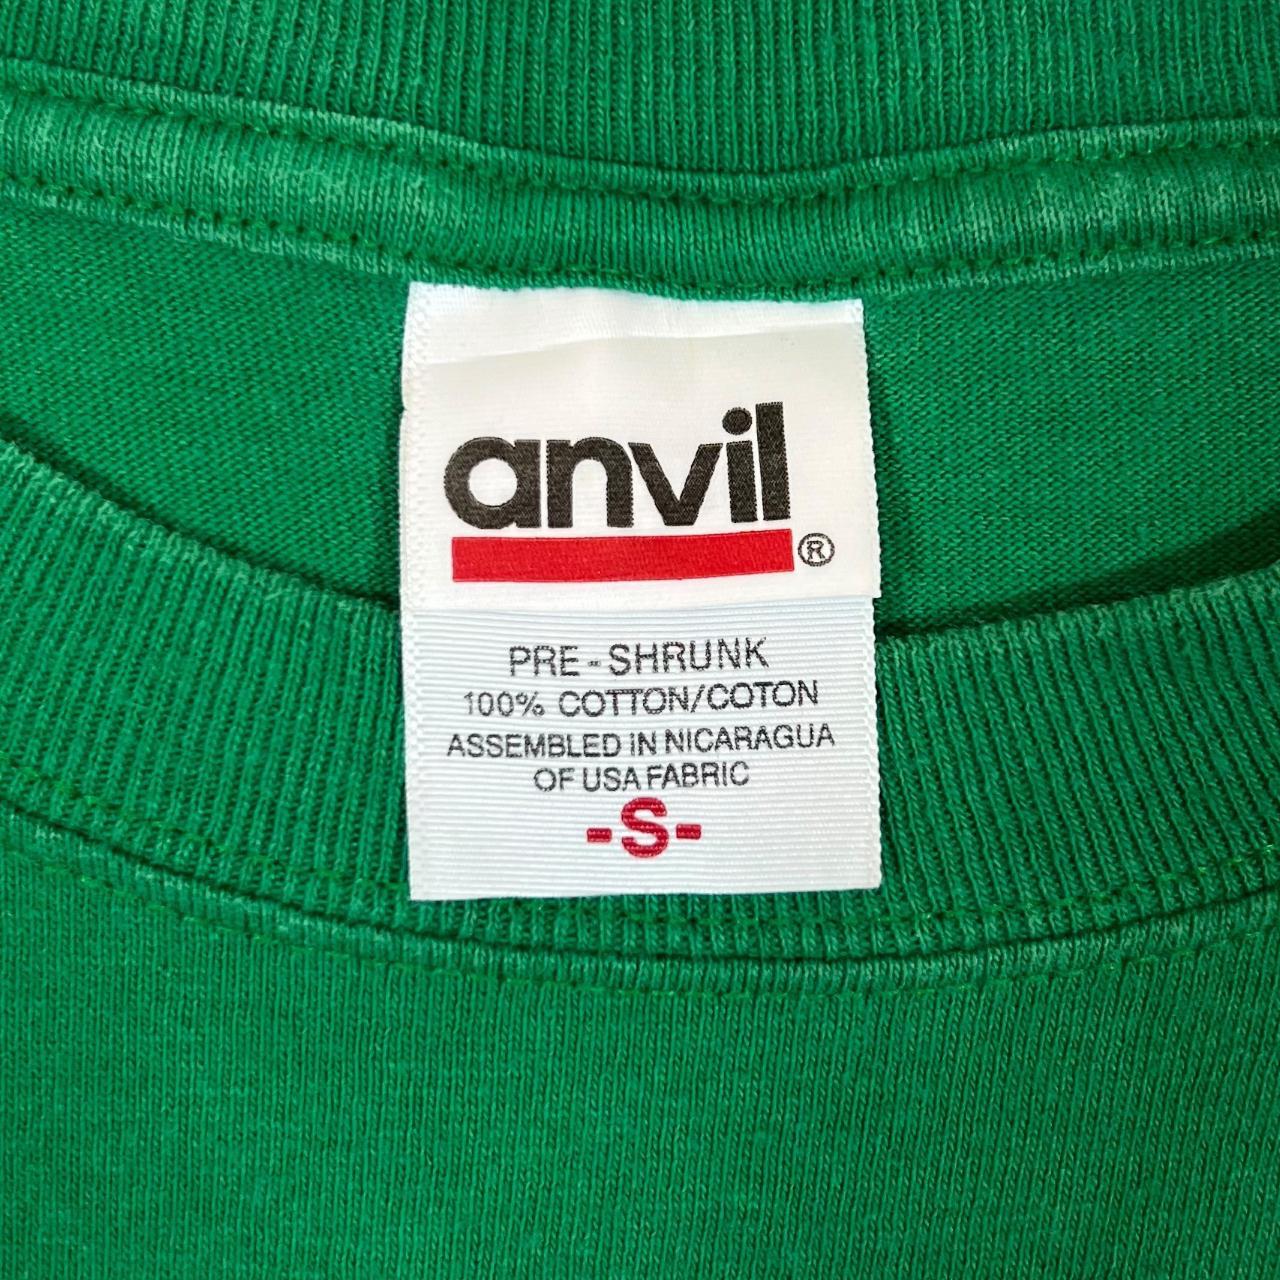 anvil
®
PRE-SHRUNK
100% COTTON/COTON
ASSEMBLED IN NICARAGUA
OF USA FABRIC
-S-